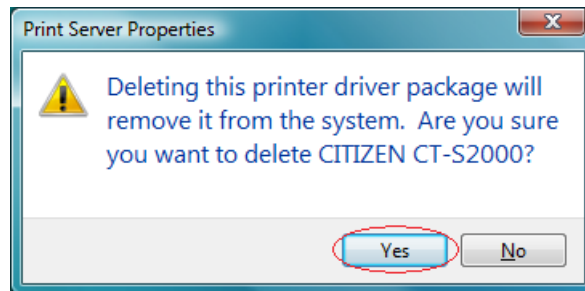 Print Server Properties
Deleting this printer driver package will
remove it from the system. Are you sure
you want to delete CITIZEN CT-S2000?
Yes
No